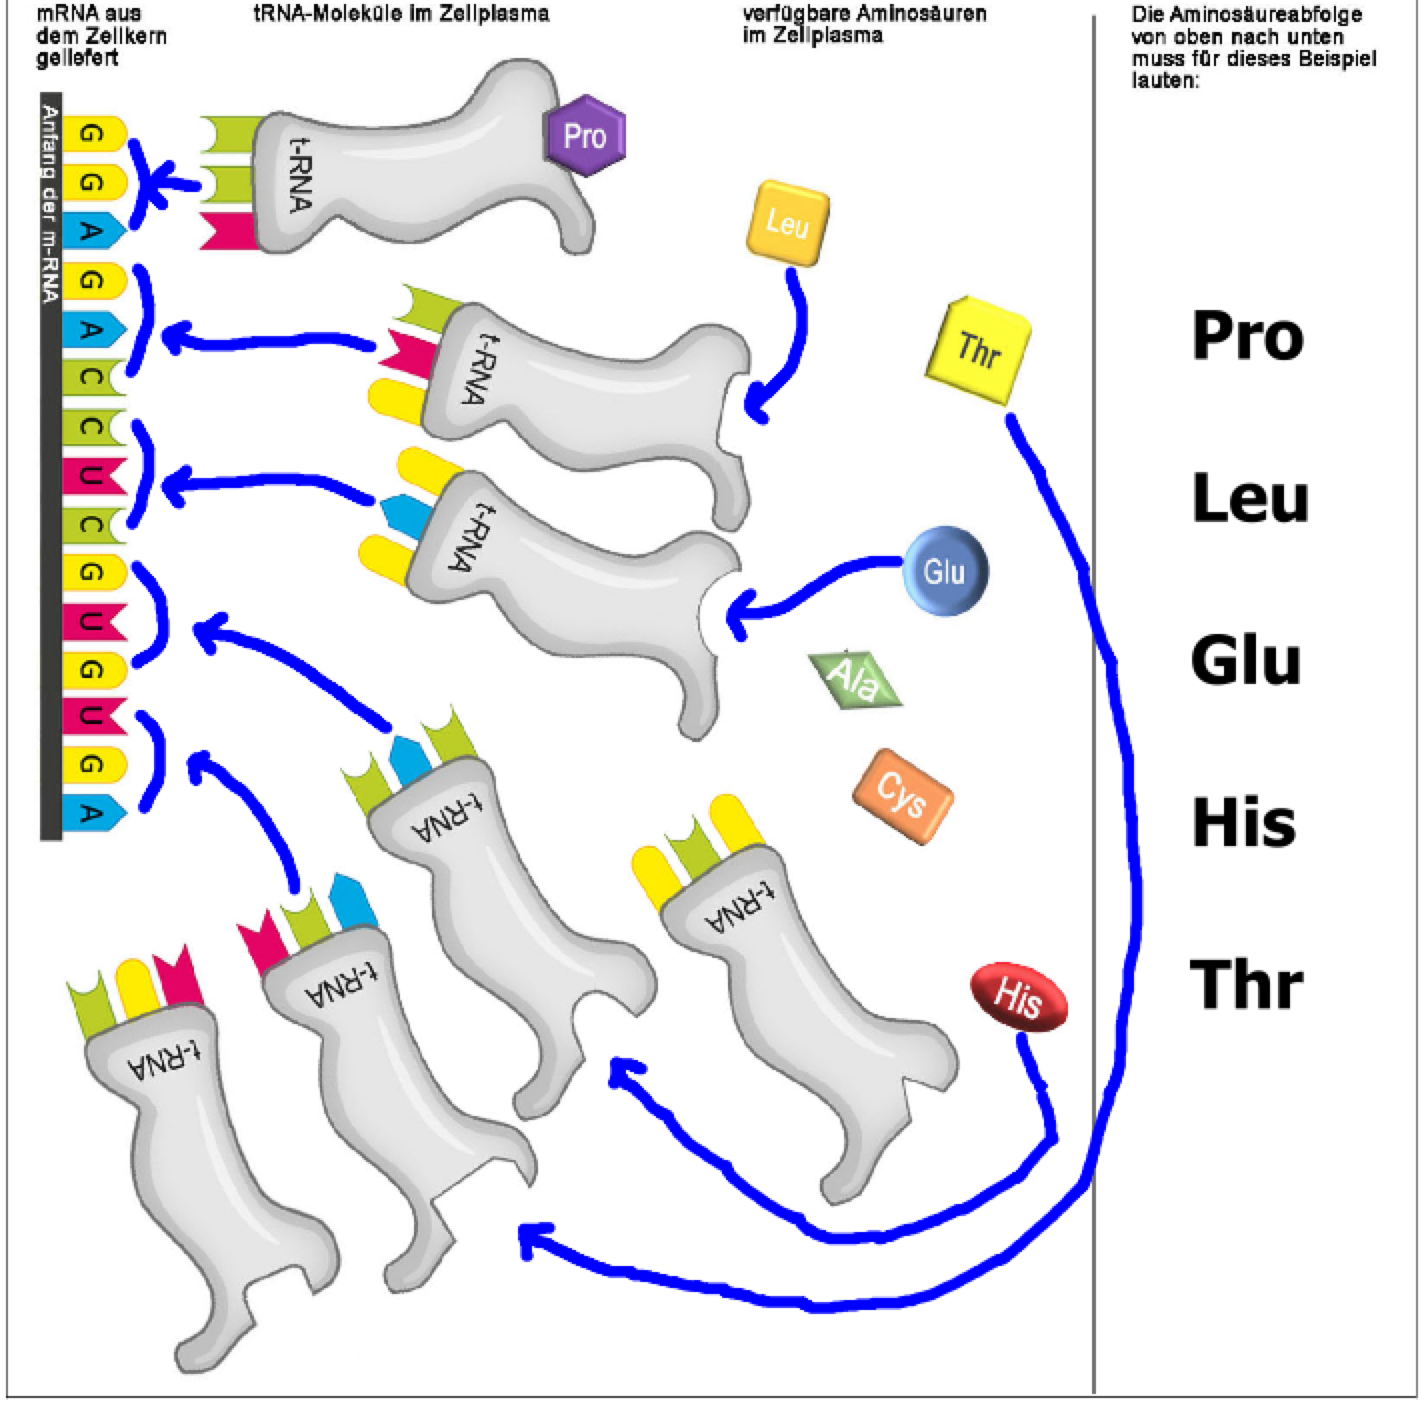 mRNA aus
dem Zellkern
geliefert
tRNA-Moleküle im Zellplasma
verfügbare Aminosäuren
im Zellplasma
Die Aminosäureabfolge
von oben nach unten
muss für dieses Beispiel
lauten:
Anfang der m-RNA
G
G
A
G
A
C
C
U
C
G
U
G
U
G
A
t-RNA
Pro
Leu
t-RNA
Thr
t-RNA
Glu
Ala
Cys
t-RNA
t-RNA
t-RNA
t-RNA
His
Pro
Leu
Glu
His
Thr